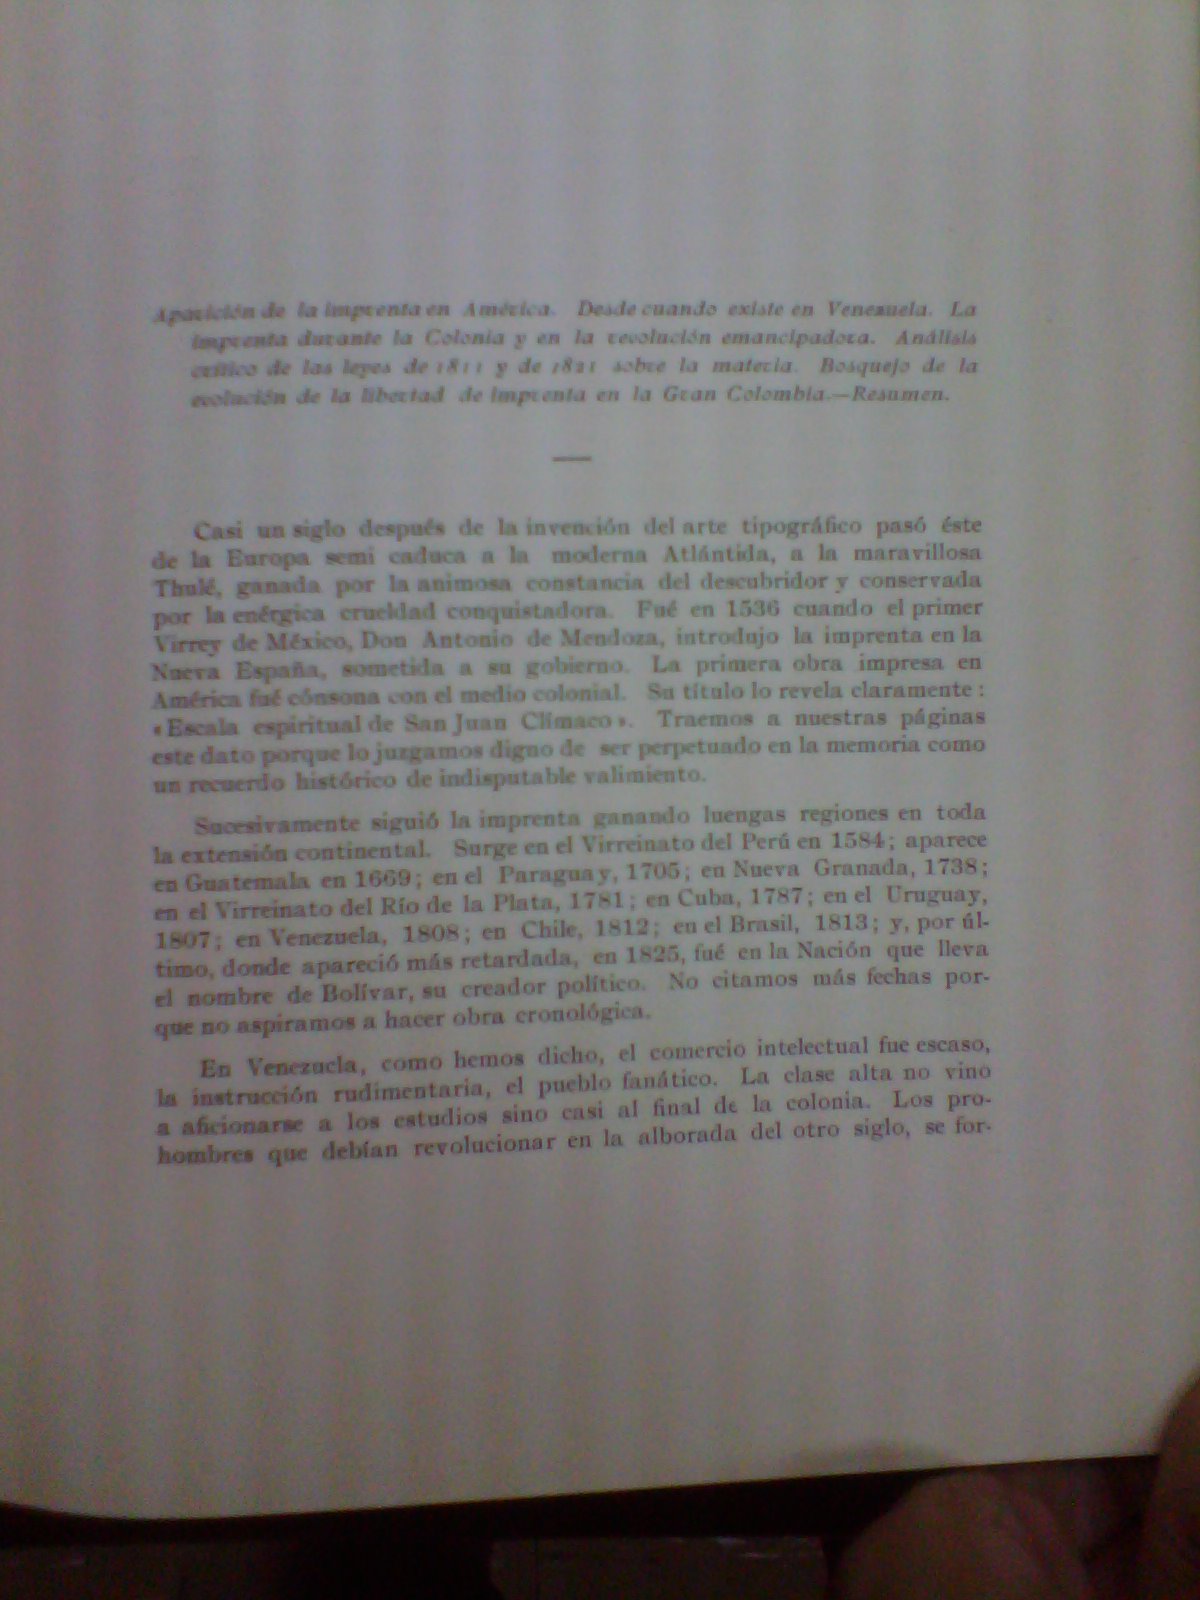 Aparición de la imprenta en América. Desde cuando existe en Venezuela. La
imprenta durante la Colonia y en la revolución emancipadora. Análisis
crítico de las leyes de 1811 y de 1821 sobre la materia. Bosquejo de la
evolución de la libertad de imprenta en la Gran Colombia.—Resumen.
Casi un siglo después de la invención del arte tipográfico pasó éste
de la Europa semi caduca a la moderna Atlántida, a la maravillosa
Thulé, ganada por la animosa constancia del descubridor y conservada
por la enérgica crueldad conquistadora. Fué en 1536 cuando el primer
Virrey de México, Don Antonio de Mendoza, introdujo la imprenta en la
Nueva España, sometida a su gobierno. La primera obra impresa en
América fué cónsona con el medio colonial. Su título lo revela claramente:
«Escala espiritual de San Juan Clímaco». Traemos a nuestras páginas
este dato porque lo juzgamos digno de ser perpetuado en la memoria como
un recuerdo histórico de indisputable valimiento.
Sucesivamente siguió la imprenta ganando luengas regiones en toda
la extensión continental. Surge en el Virreinato del Perú en 1584; aparece
en Guatemala en 1669; en el Paraguay, 1705; en Nueva Granada, 1738;
en el Virreinato del Río de la Plata, 1781; en Cuba, 1787; en el Uruguay,
1807; en Venezuela, 1808; en Chile, 1812; en el Brasil, 1813; y, por úl-
timo, donde apareció más retardada, en 1825, fué en la Nación que lleva
el nombre de Bolívar, su creador político. No citamos más fechas por-
que no aspiramos a hacer obra cronológica.
En Venezuela, como hemos dicho, el comercio intelectual fue escaso,
la instrucción rudimentaria, el pueblo fanático. La clase alta no vino
a aficionarse a los estudios sino casi al final de la colonia. Los pro-
hombres que debían revolucionar en la alborada del otro siglo, se for-